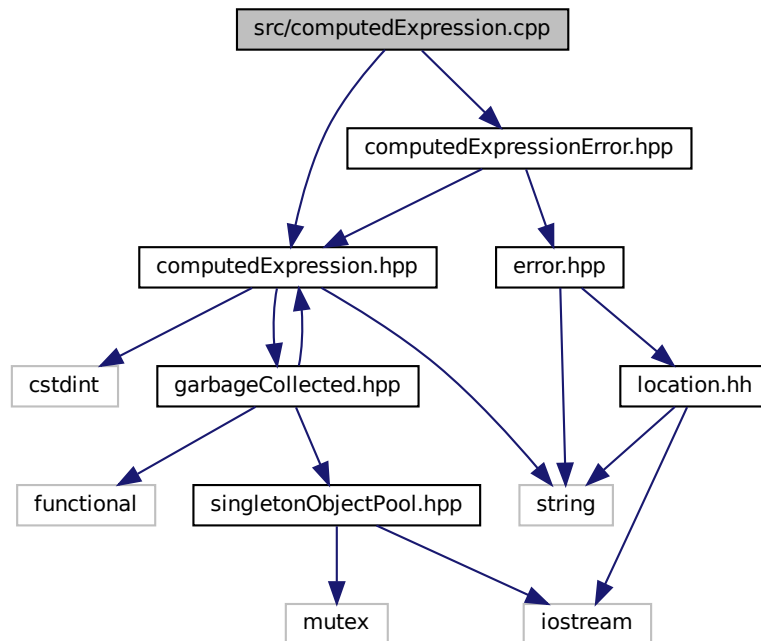 src/computedExpression.cpp
computedExpressionError.hpp
computedExpression.hpp
error.hpp
cstdint
garbageCollected.hpp
location.hh
functional
singletonObjectPool.hpp
string
mutex
iostream